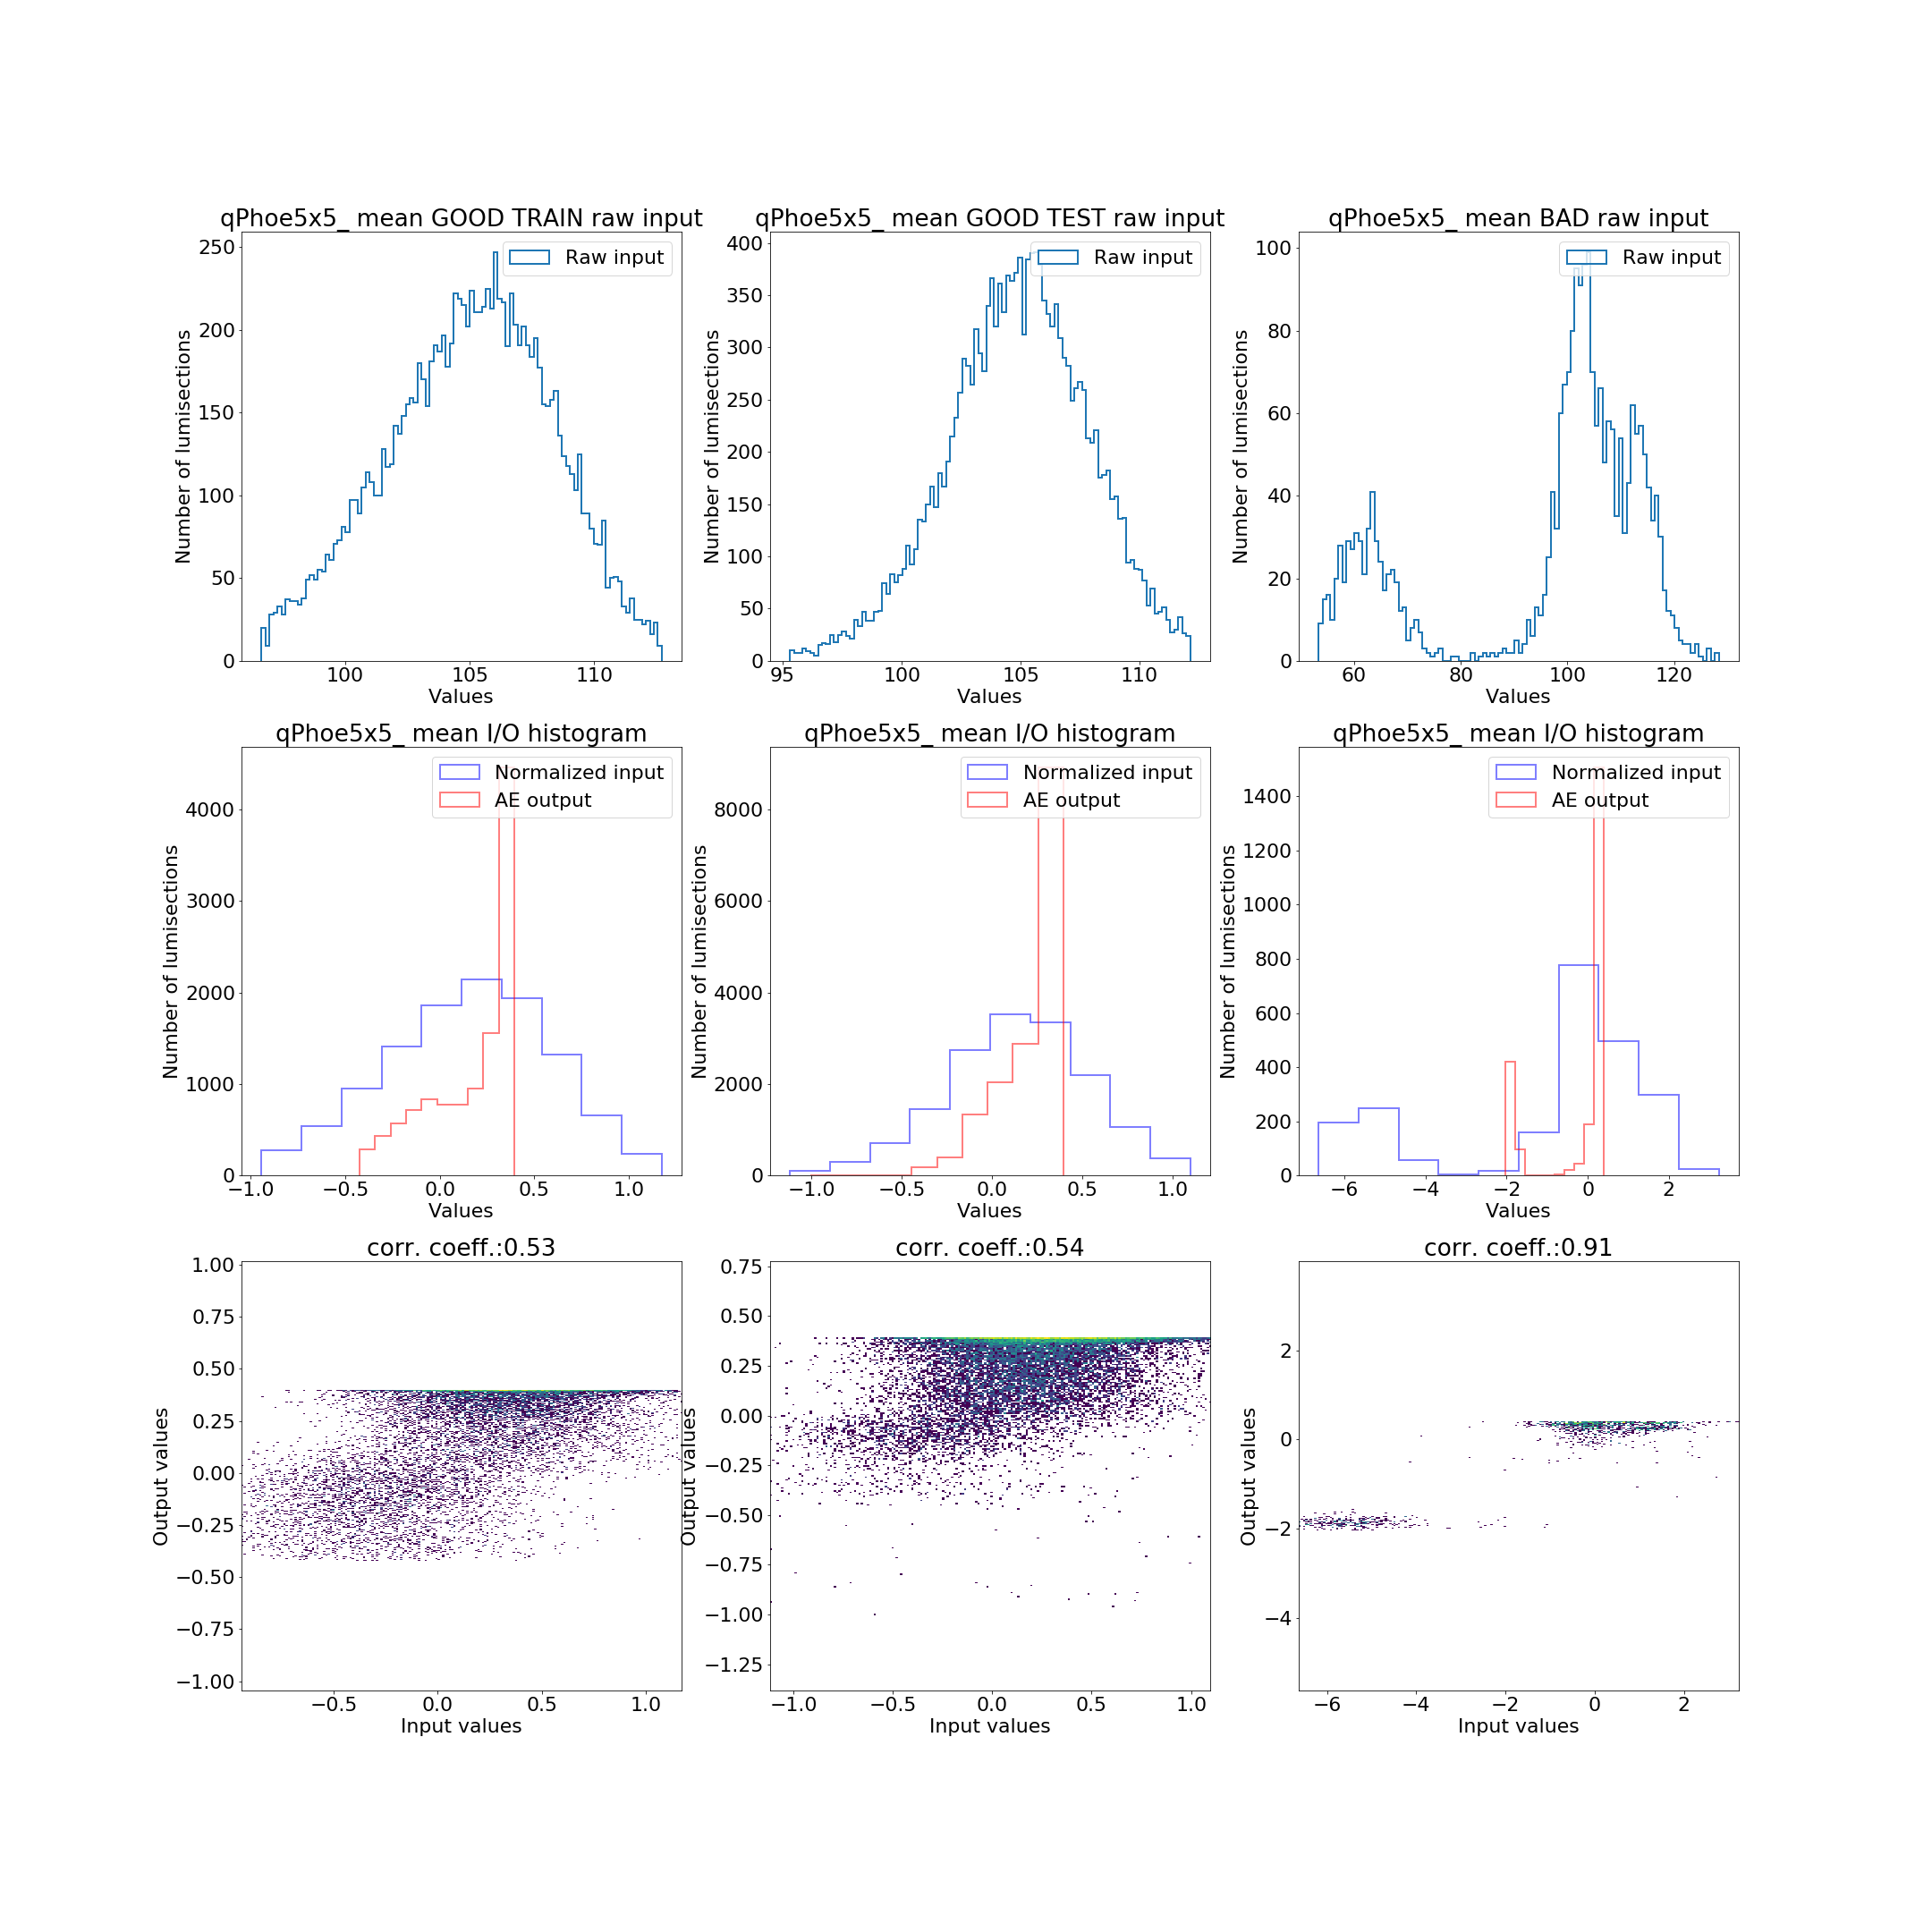 qPhoe5x5_ mean GOOD TRAIN raw input
qPhoe5x5_ mean GOOD TEST raw input
qPhoe5x5_ mean BAD raw input
Number of lumisections
250
200
150
100
50
0
Raw input
100
105
110
Values
Number of lumisections
400
350
300
250
200
150
100
50
0
Raw input
95
100
105
110
Values
Number of lumisections
100
80
60
40
20
0
Raw input
60
80
100
120
Values
qPhoe5x5_ mean I/O histogram
qPhoe5x5_ mean I/O histogram
qPhoe5x5_ mean I/O histogram
Number of lumisections
4000
3000
2000
1000
0
Normalized input
AE output
−1.0
−0.5
0.0
0.5
1.0
Values
Number of lumisections
8000
6000
4000
2000
0
Normalized input
AE output
−1.0
−0.5
0.0
0.5
1.0
Values
Number of lumisections
1400
1200
1000
800
600
400
200
0
Normalized input
AE output
−6
−4
−2
0
2
Values
corr. coeff.:0.53
corr. coeff.:0.54
corr. coeff.:0.91
Output values
1.00
0.75
0.50
0.25
0.00
−0.25
−0.50
−0.75
−1.00
−0.5
0.0
0.5
1.0
Input values
Output values
0.75
0.50
0.25
0.00
−0.25
−0.50
−0.75
−1.00
−1.25
−1.0
−0.5
0.0
0.5
1.0
Input values
Output values
2
0
−2
−4
−6
−4
−2
0
2
Input values